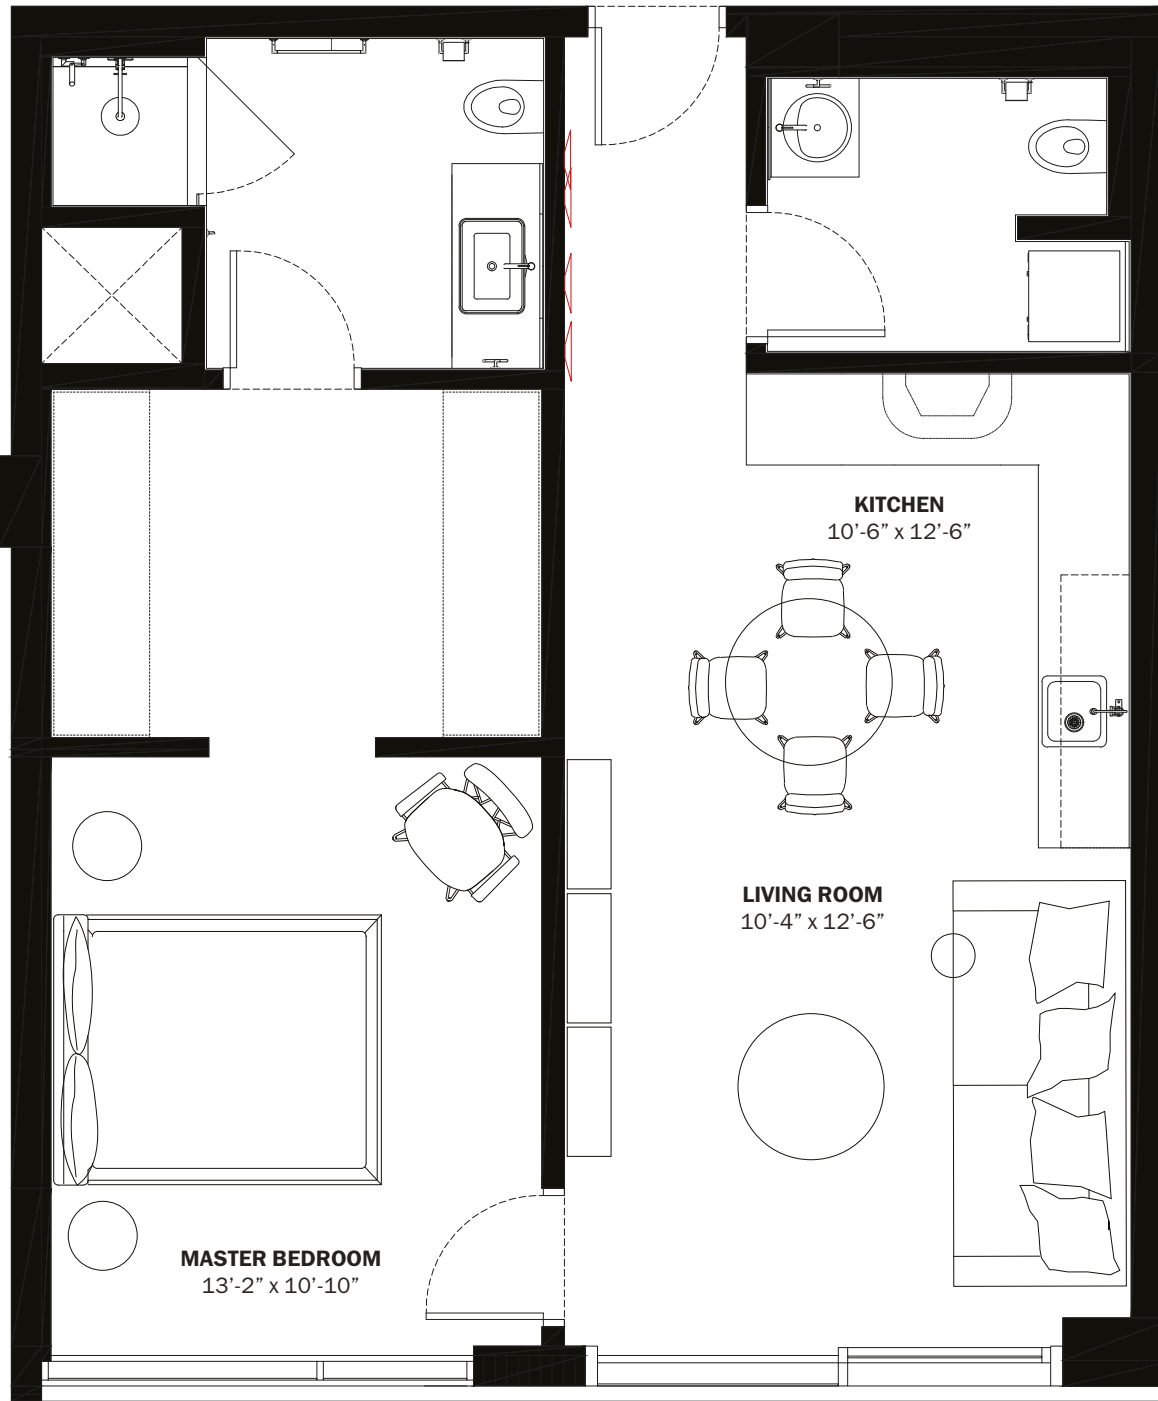 KITCHEN
10’-6” x 12’-6”
LIVING ROOM
10’-4” x 12’-6”
MASTER BEDROOM
13’-2” x 10’-10”